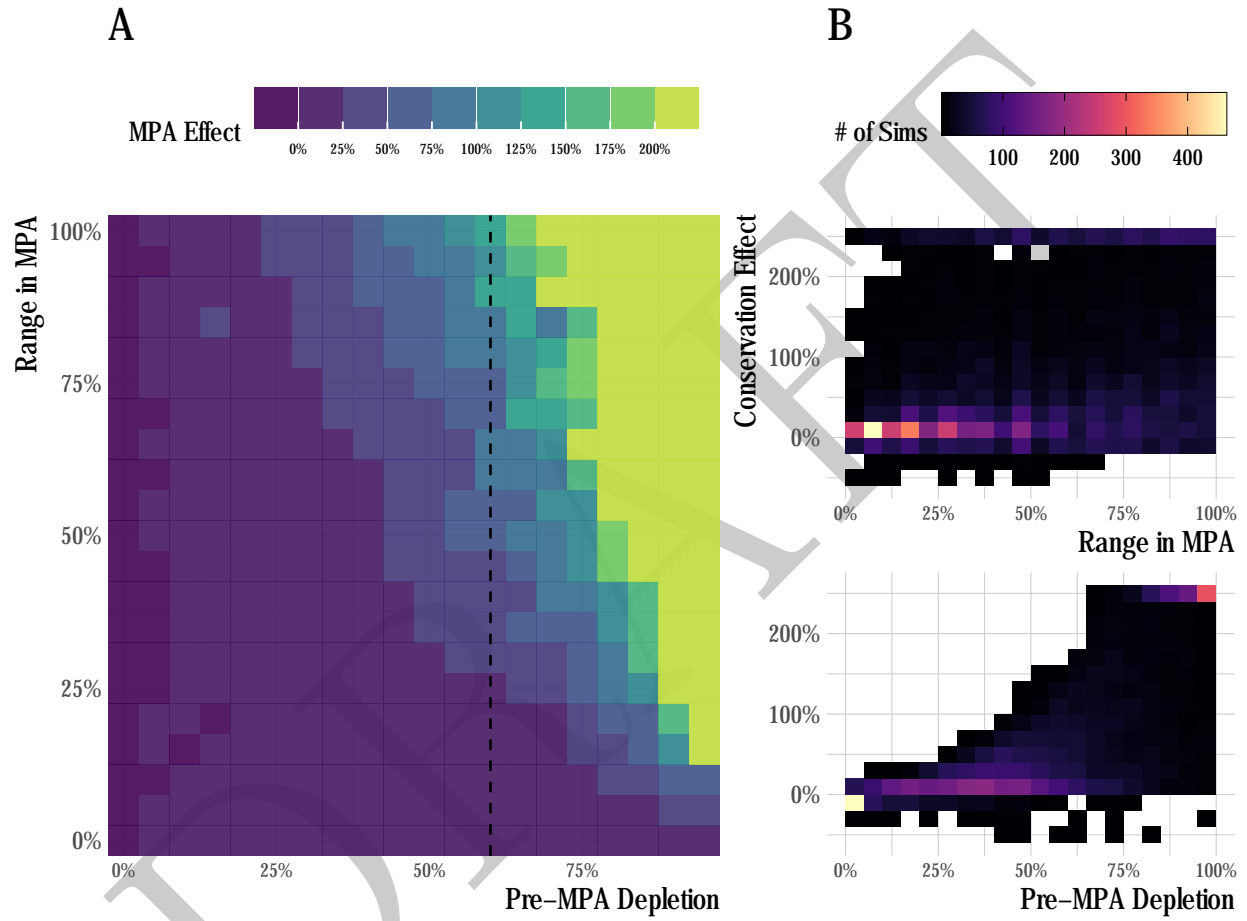 A
B
MPA Effect
0% 25% 50% 75% 100% 125% 150% 175% 200%
# of Sims
100 200 300 400
Range in MPA
100%
75%
50%
25%
0%
0% 25% 50% 75%
Pre−MPA Depletion
Conservation Effect
200%
100%
0%
0% 25% 50% 75% 100%
Range in MPA
200%
100%
0%
0% 25% 50% 75% 100%
Pre−MPA Depletion
DRAFT